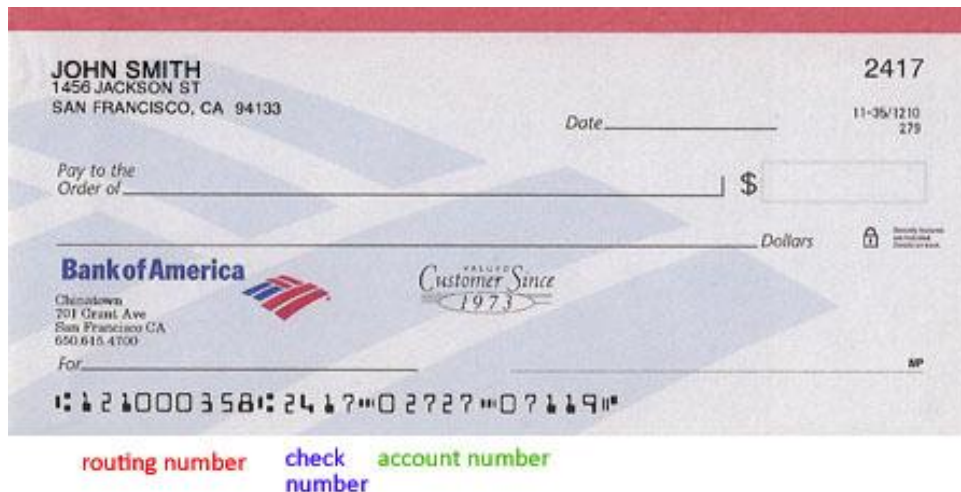 JOHN SMITH
1456 JACKSON ST
SAN FRANCISCO, CA 94133
2417
11-35/1210
279
Date
Pay to the
Order of
$
Dollars
Bank of America
Chinatown
701 Grant Ave
San Francisco CA
650.615.4700
VALUED
Customer Since
1973
For
MP
⑆121000358⑆2417⑈02727⑈07119⑈
routing number
check
number
account number